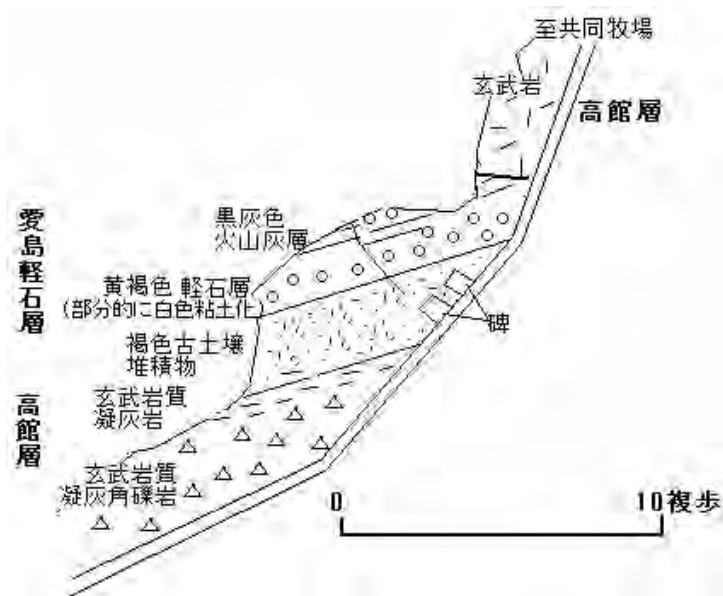 至共同牧場
玄武岩
高館層
黒灰色
火山灰層
愛島軽石層
黄褐色 軽石層
(部分的に白色粘土化)
碑
褐色古土壌
堆積物
高館層
玄武岩質
凝灰岩
玄武岩質
凝灰角礫岩
0
10複歩